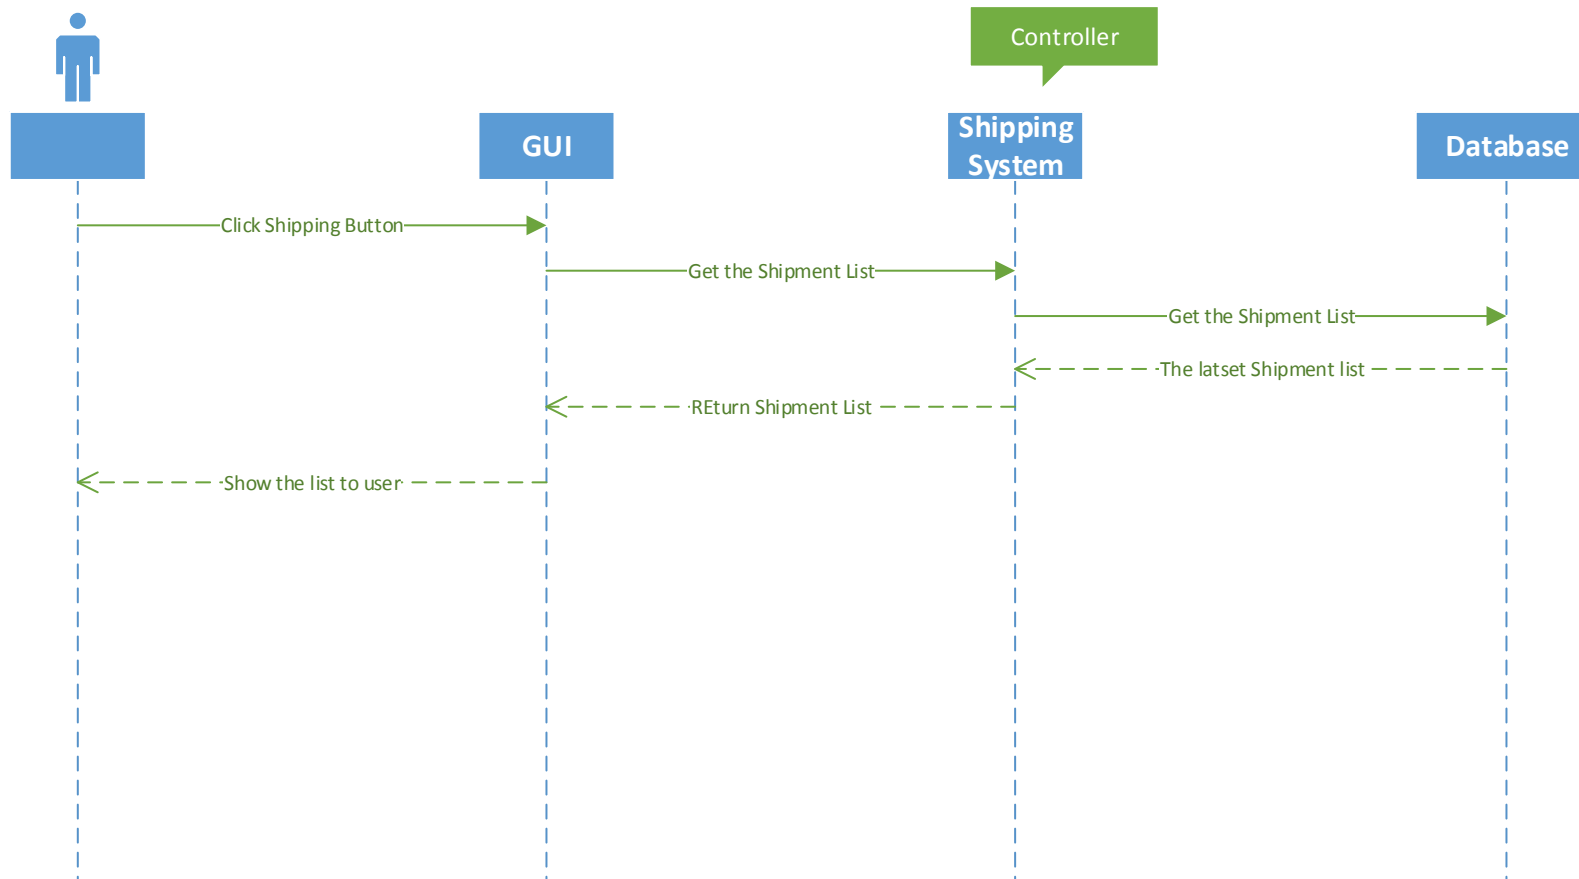 Controller
GUI
Shipping
System
Database
Click Shipping Button
Get the Shipment List
Get the Shipment List
The latset Shipment list
REturn Shipment List
Show the list to user